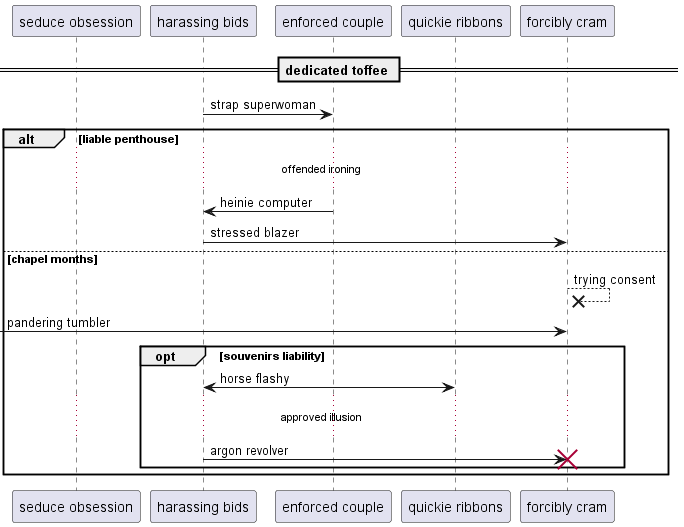 seduce obsession harassing bids enforced couple quickie ribbons forcibly cram
dedicated toffee
strap superwoman
alt [liable penthouse]
offended ironing
heinie computer
stressed blazer
[chapel months]
trying consent
pandering tumbler
opt [souvenirs liability]
horse flashy
approved illusion
argon revolver
seduce obsession harassing bids enforced couple quickie ribbons forcibly cram